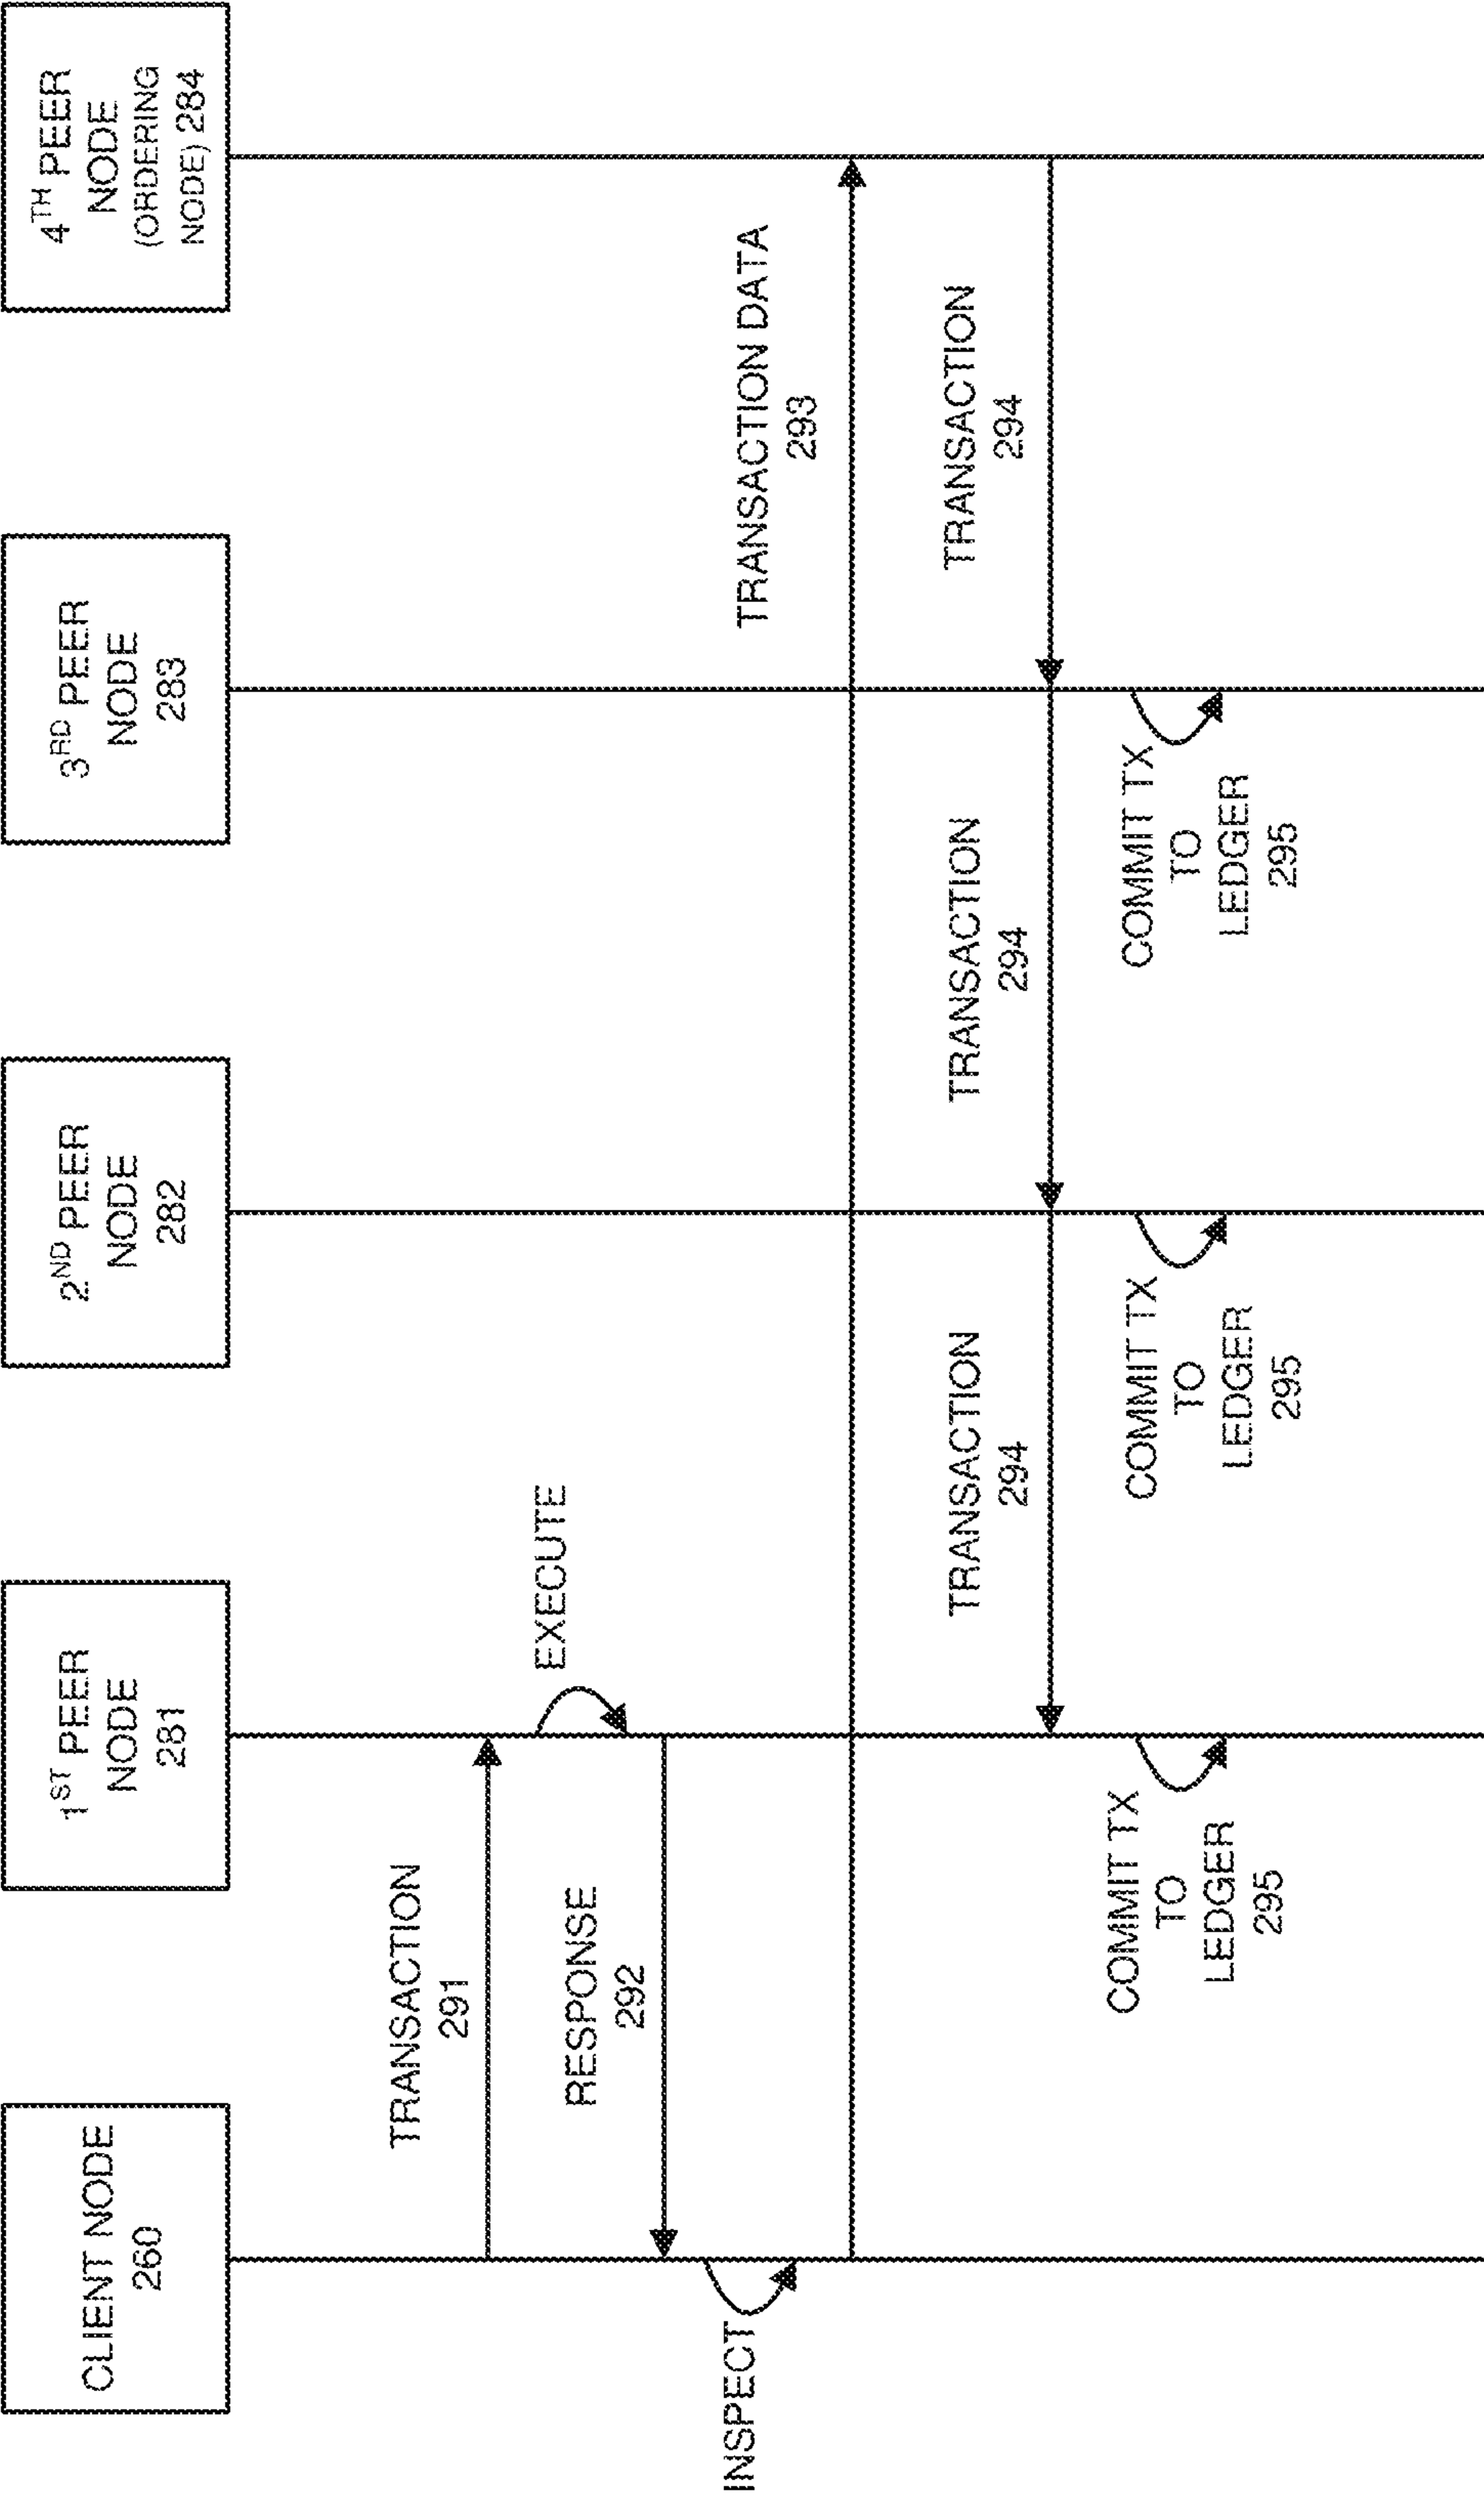 CLIENT NODE
260
1ST PEER
NODE
281
2ND PEER
NODE
282
3RD PEER
NODE
283
4TH PEER
NODE
(ORDERING
NODE) 284
TRANSACTION
291
EXECUTE
RESPONSE
292
INSPECT
TRANSACTION DATA
293
TRANSACTION
294
TRANSACTION
294
TRANSACTION
294
COMMIT TX
TO
LEDGER
295
COMMIT TX
TO
LEDGER
295
COMMIT TX
TO
LEDGER
295